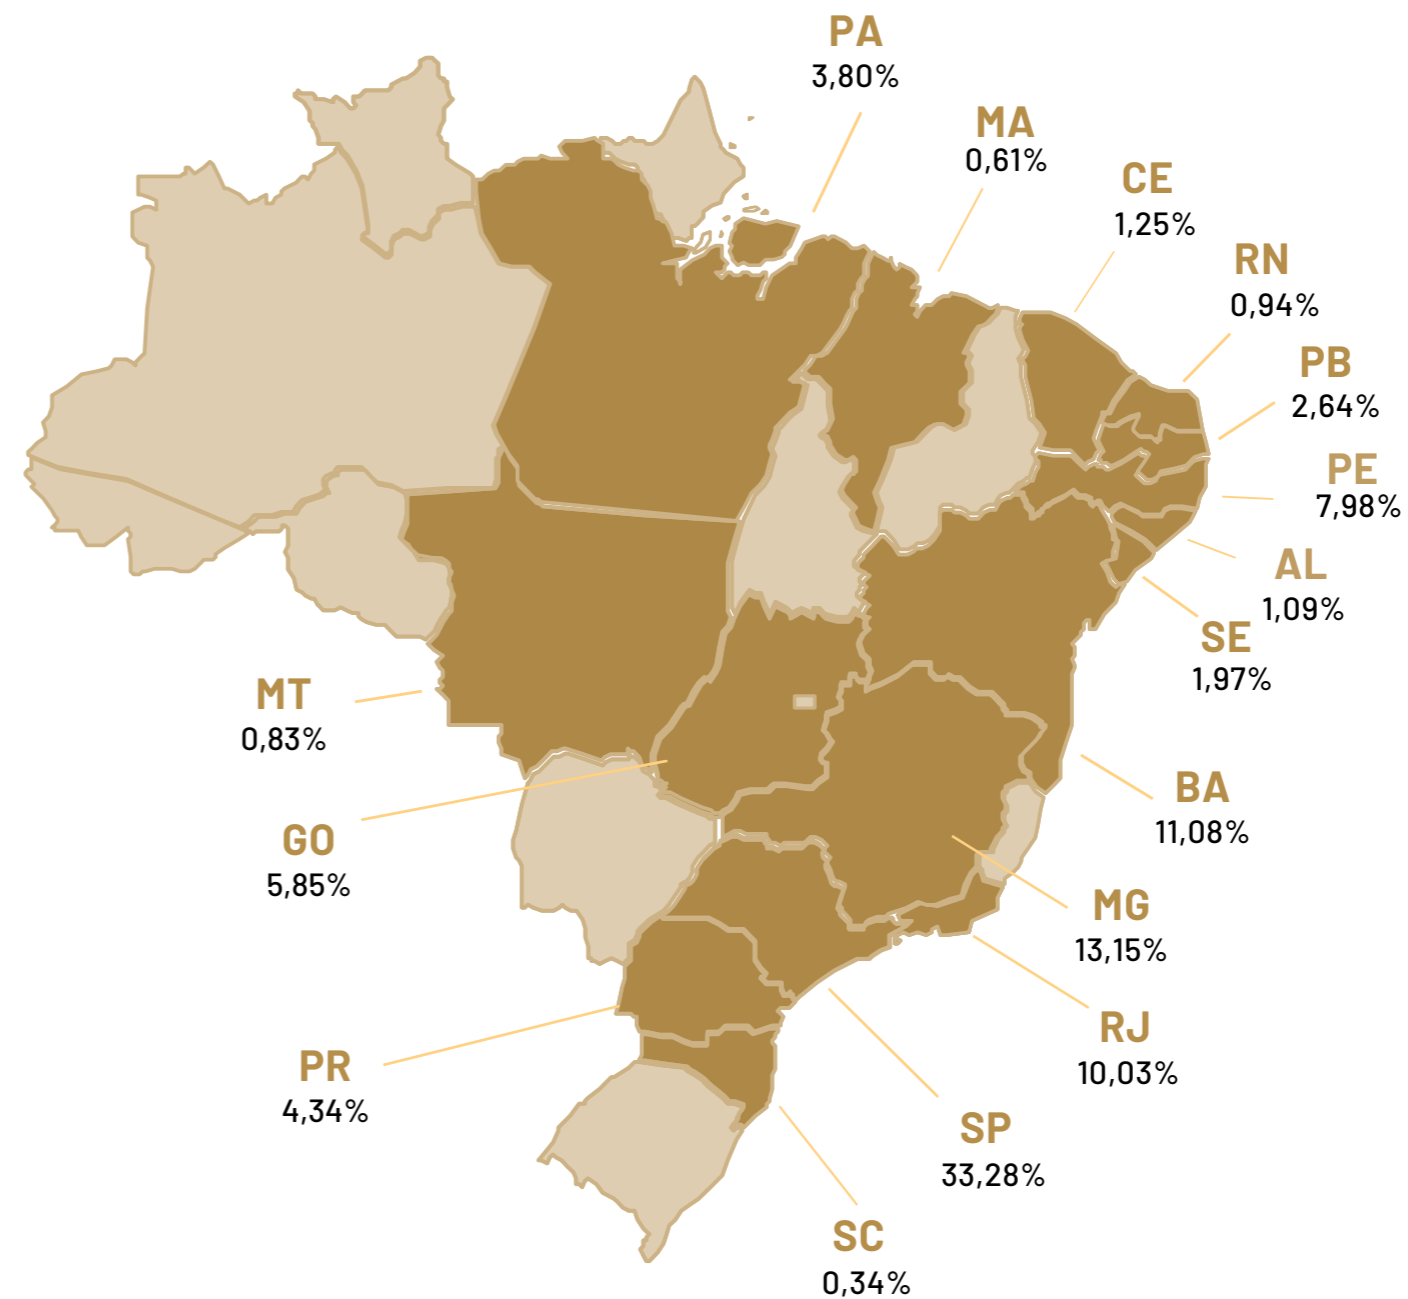 PA
3,80%
MA
0,61%
CE
1,25%
RN
0,94%
PB
2,64%
PE
7,98%
AL
1,09%
SE
1,97%
MT
0,83%
BA
11,08%
GO
5,85%
MG
13,15%
RJ
10,03%
PR
4,34%
SP
33,28%
SC
0,34%